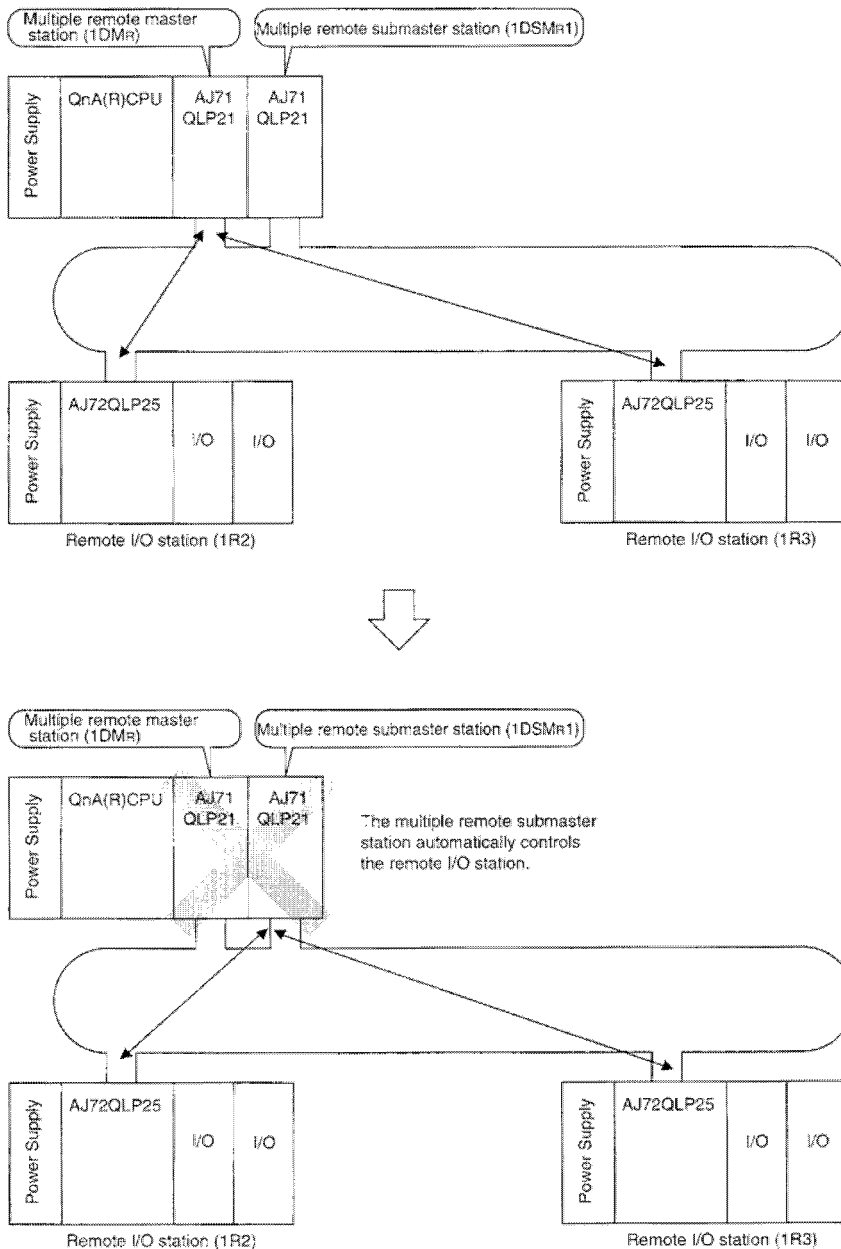 Multiple remote master
station (1DMR)
Multiple remote submaster station (1DSMR1)
Power Supply
QnA(R)CPU
AJ71
QLP21
AJ71
QLP21
Power Supply
AJ72QLP25
I/O
I/O
Remote I/O station (1R2)
Power Supply
AJ72QLP25
I/O
I/O
Remote I/O station (1R3)
Multiple remote master
station (1DMR)
Multiple remote submaster station (1DSMR1)
Power Supply
QnA(R)CPU
AJ71
QLP21
AJ71
QLP21
The multiple remote submaster
station automatically controls
the remote I/O station.
Power Supply
AJ72QLP25
I/O
I/O
Remote I/O station (1R2)
Power Supply
AJ72QLP25
I/O
I/O
Remote I/O station (1R3)